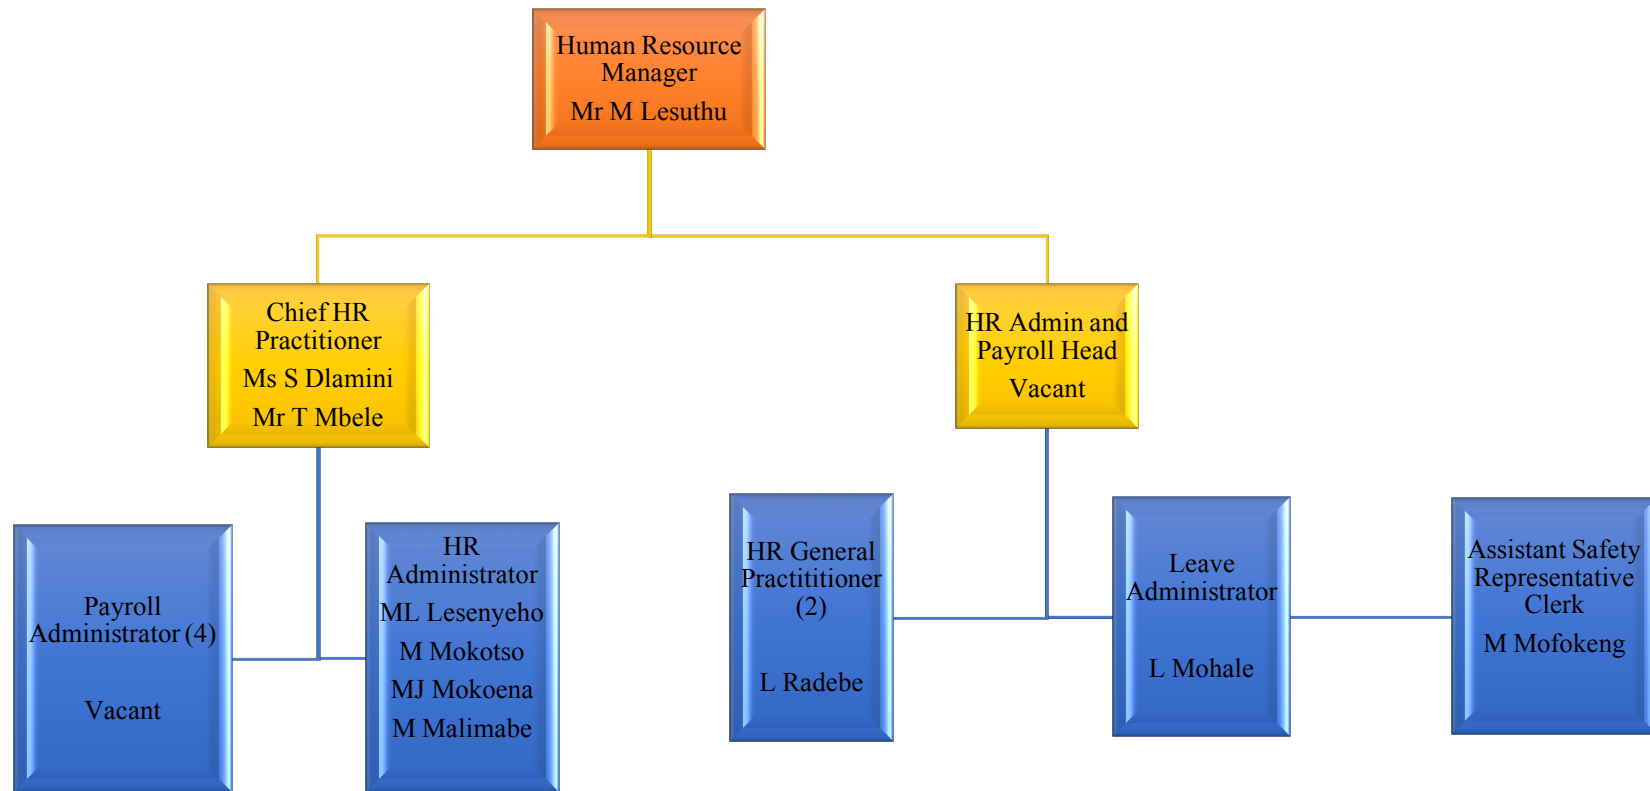 Human Resource
Manager
Mr M Lesuthu
Chief HR
Practitioner
Ms S Dlamini
Mr T Mbele
HR Admin and
Payroll Head
Vacant
Payroll
Administrator (4)
Vacant
HR
Administrator
ML Lesenyeho
M Mokotso
MJ Mokoena
M Malimabe
HR General
Practititioner
(2)
L Radebe
Leave
Administrator
L Mohale
Assistant Safety
Representative
Clerk
M Mofokeng